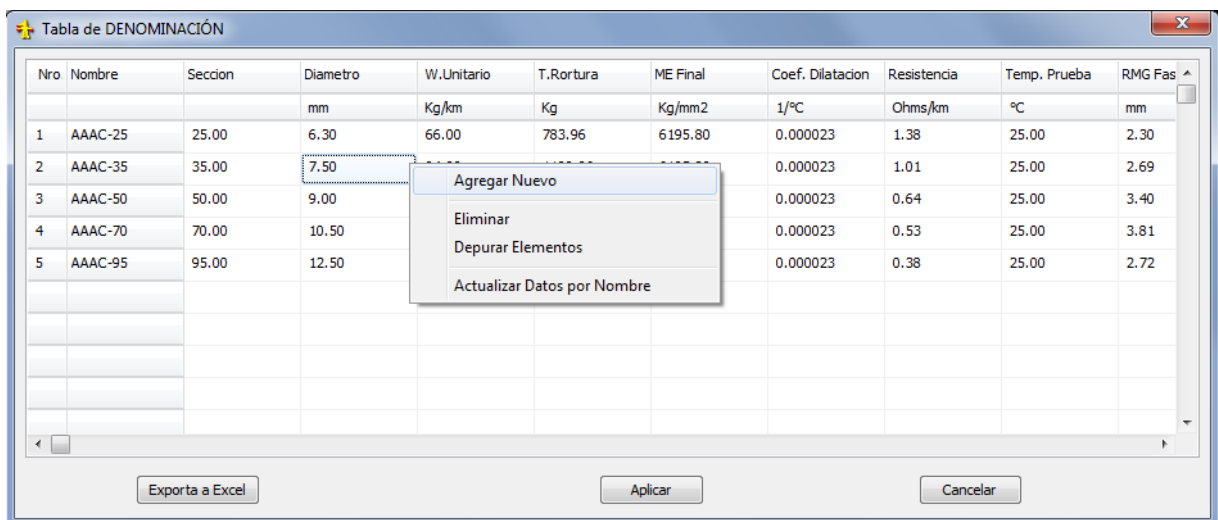 Tabla de DENOMINACIÓN
x
Nro Nombre Seccion Diametro W.Unitario T.Rortura ME Final Coef. Dilatacion Resistencia Temp. Prueba RMG Fas
mm Kg/km Kg Kg/mm2 1/°C Ohms/km °C mm
1 AAAC-25 25.00 6.30 66.00 783.96 6195.80 0.000023 1.38 25.00 2.30
2 AAAC-35 35.00 7.50 0.000023 1.01 25.00 2.69
Agregar Nuevo
3 AAAC-50 50.00 9.00 0.000023 0.64 25.00 3.40
Eliminar
4 AAAC-70 70.00 10.50 0.000023 0.53 25.00 3.81
Depurar Elementos
5 AAAC-95 95.00 12.50 0.000023 0.38 25.00 2.72
Actualizar Datos por Nombre
Exporta a Excel Aplicar Cancelar